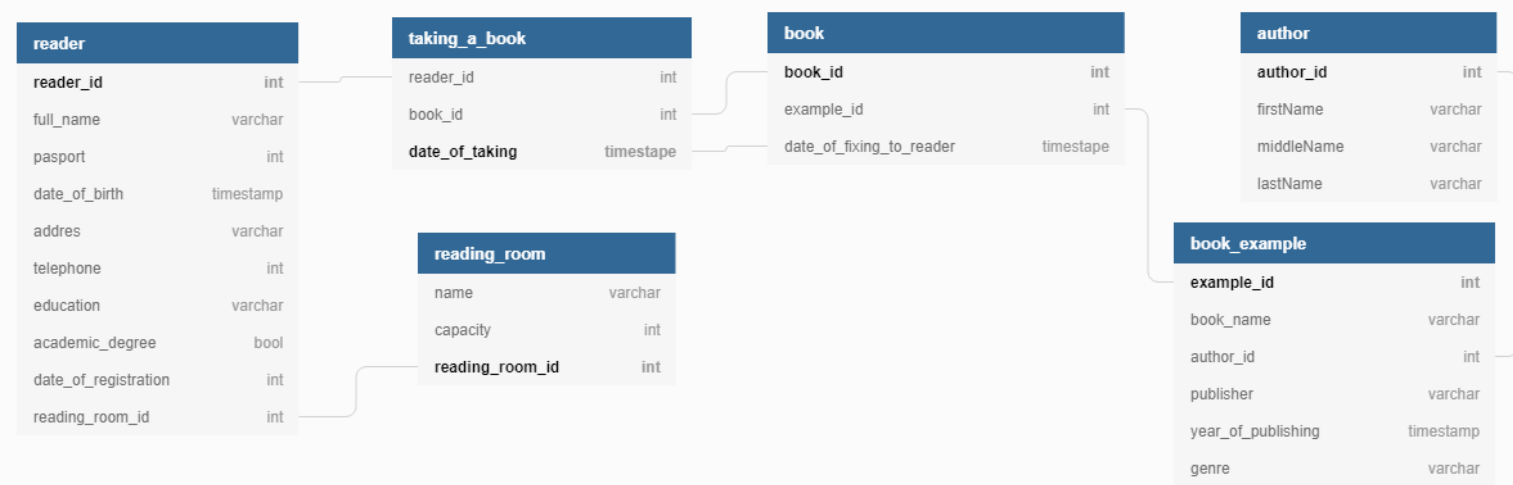 reader
reader_id int
full_name varchar
pasport int
date_of_birth timestamp
addres varchar
telephone int
education varchar
academic_degree bool
date_of_registration int
reading_room_id int
taking_a_book
reader_id int
book_id int
date_of_taking timestape
reading_room
name varchar
capacity int
reading_room_id int
book
book_id int
example_id int
date_of_fixing_to_reader timestape
author
author_id int
firstName varchar
middleName varchar
lastName varchar
book_example
example_id int
book_name varchar
author_id int
publisher varchar
year_of_publishing timestamp
genre varchar